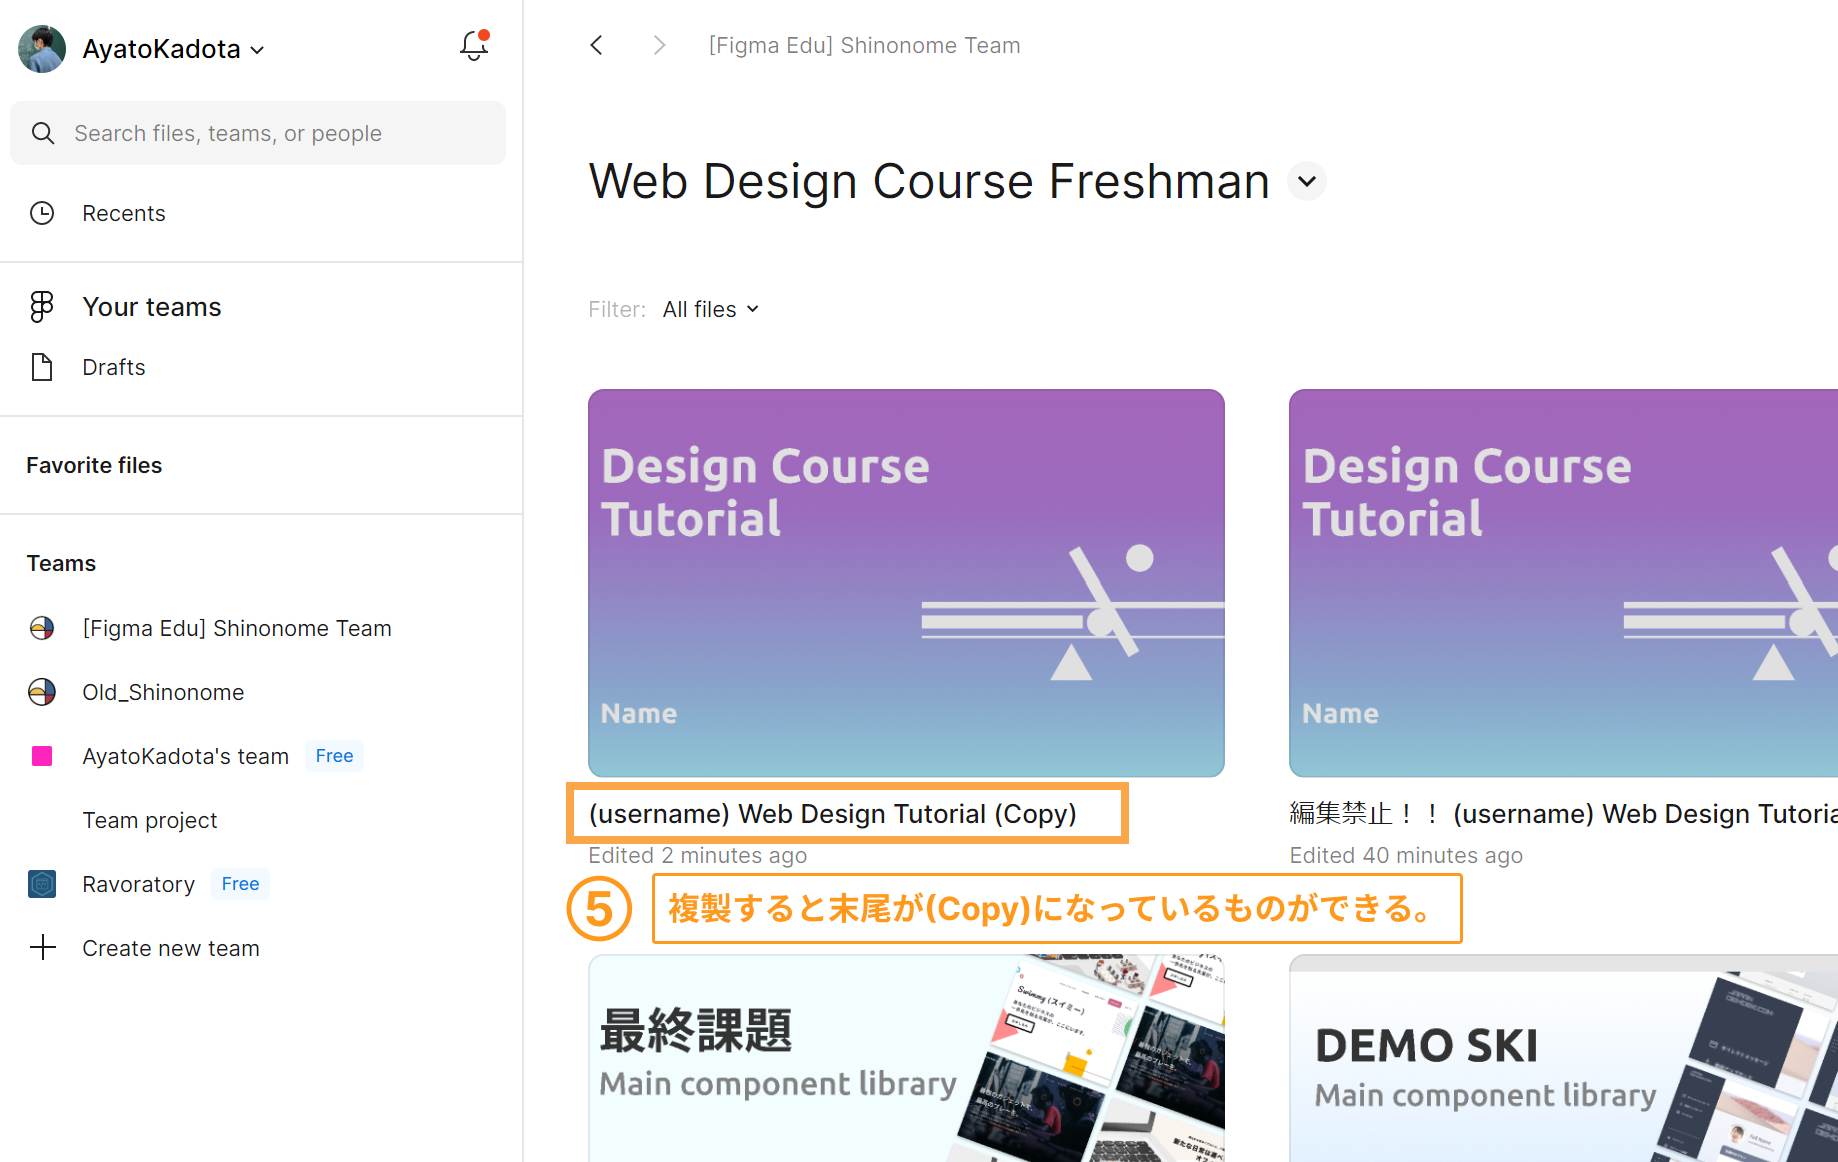 AyatoKadota
Search files, teams, or people
Recents
Your teams
Drafts
Favorite files
Teams
[Figma Edu] Shinonome Team
Old_Shinonome
AyatoKadota's team Free
Team project
Ravoratory Free
Create new team
[Figma Edu] Shinonome Team
Web Design Course Freshman
Filter: All files
Design Course
Tutorial
Name
(username) Web Design Tutorial (Copy)
Edited 2 minutes ago
Design Course
Tutorial
Name
編集禁止！！ (username) Web Design Tutoria
Edited 40 minutes ago
⑤ 複製すると末尾が(Copy)になっているものができる。
最終課題
Main component library
Swimmy (スイミー)
DEMO SKI
Main component library